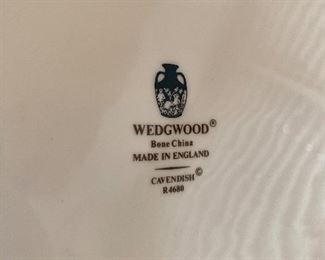 WEDGWOOD®
Bone China
MADE IN ENGLAND
CAVENDISH©
R4680